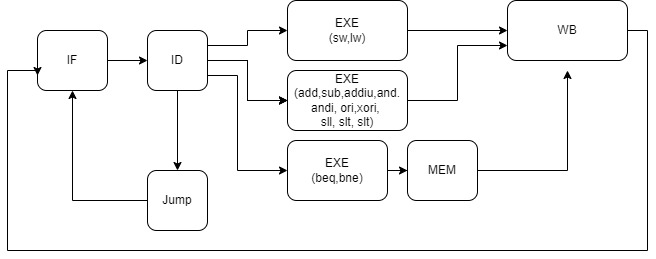 IF
ID
EXE
(sw,lw)
WB
EXE
(add,sub,addiu,and.
andi, ori,xori,
sll, slt, slt)
EXE
(beq,bne)
MEM
Jump